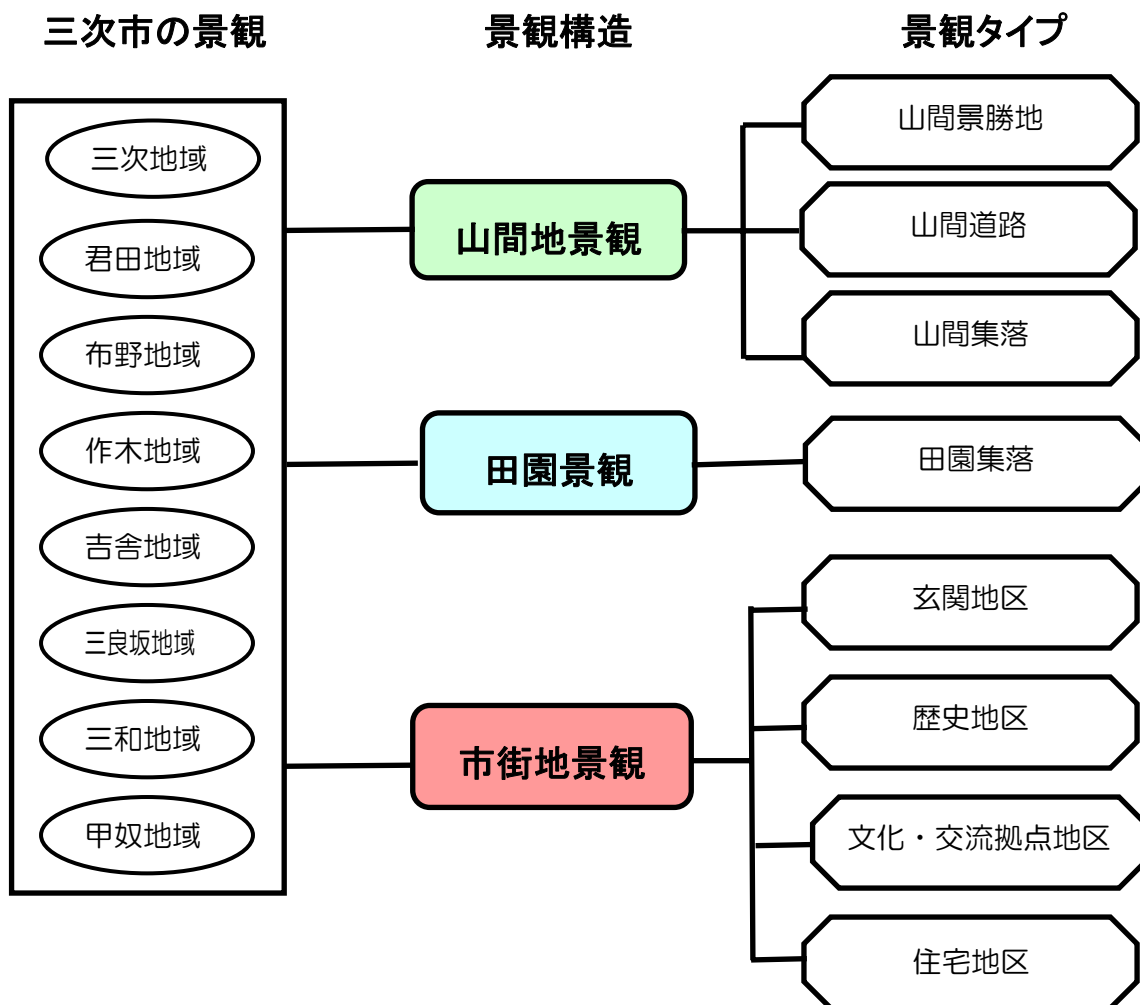 三次市の景観
景観構造
景観タイプ
三次地域
君田地域
布野地域
作木地域
吉舎地域
三良坂地域
三和地域
甲奴地域
山間地景観
田園景観
市街地景観
山間景勝地
山間道路
山間集落
田園集落
玄関地区
歴史地区
文化・交流拠点地区
住宅地区